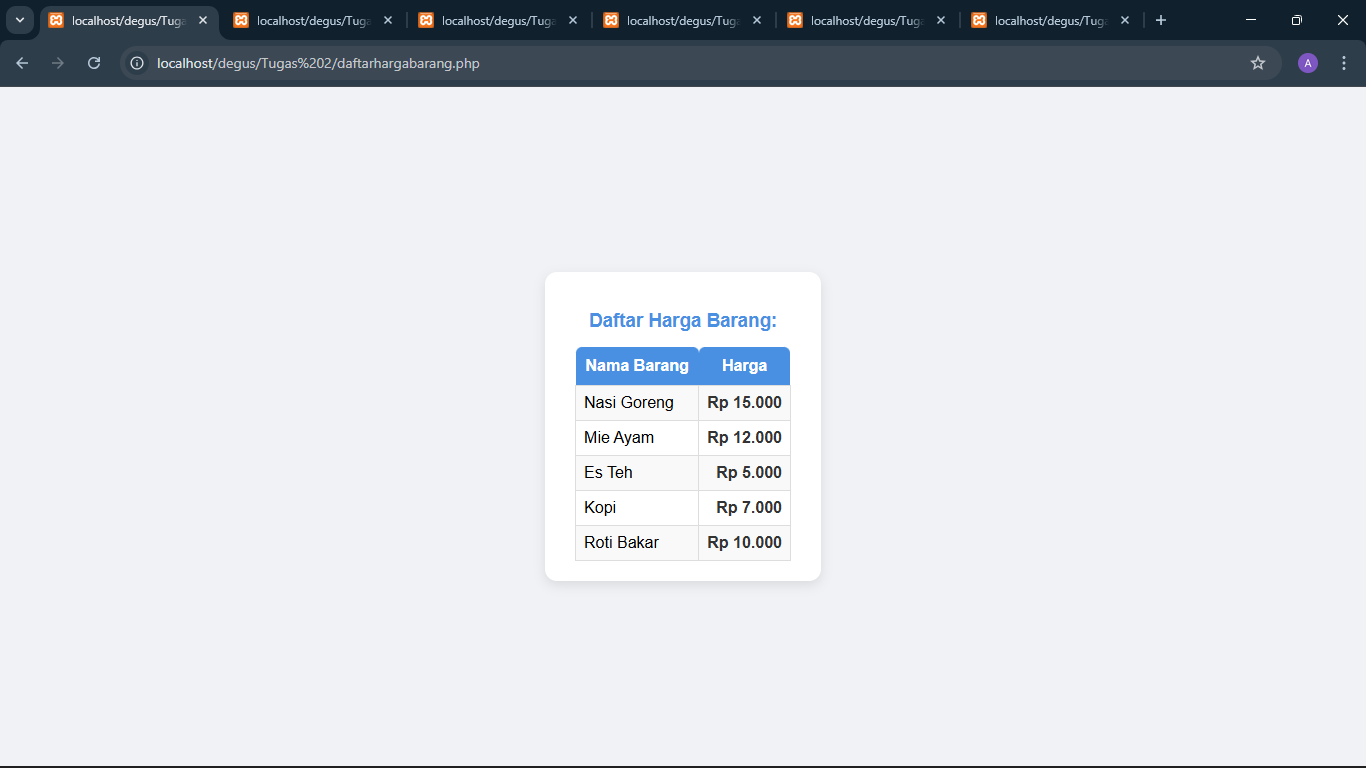 localhost/degus/Tuga localhost/degus/Tuga localhost/degus/Tuga localhost/degus/Tuga localhost/degus/Tuga localhost/degus/Tuga
localhost/degus/Tugas%202/daftarhargabarang.php
A
Daftar Harga Barang:
Nama Barang Harga
Nasi Goreng Rp 15.000
Mie Ayam Rp 12.000
Es Teh Rp 5.000
Kopi Rp 7.000
Roti Bakar Rp 10.000